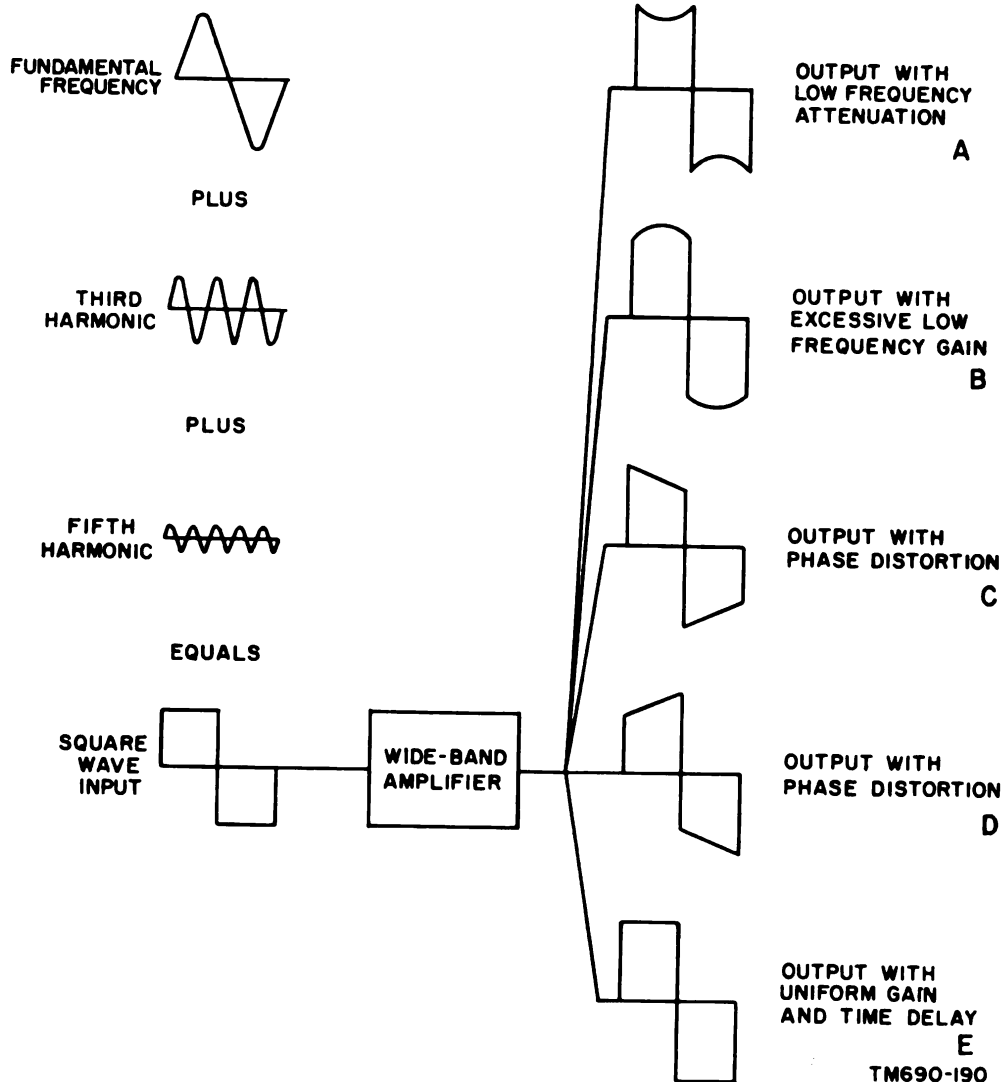 FUNDAMENTAL
FREQUENCY
PLUS
THIRD
HARMONIC
PLUS
FIFTH
HARMONIC
EQUALS
SQUARE
WAVE
INPUT
WIDE-BAND
AMPLIFIER
OUTPUT WITH
LOW FREQUENCY
ATTENUATION
A
OUTPUT WITH
EXCESSIVE LOW
FREQUENCY GAIN
B
OUTPUT WITH
PHASE DISTORTION
C
OUTPUT WITH
PHASE DISTORTION
D
OUTPUT WITH
UNIFORM GAIN
AND TIME DELAY
E
TM690-190